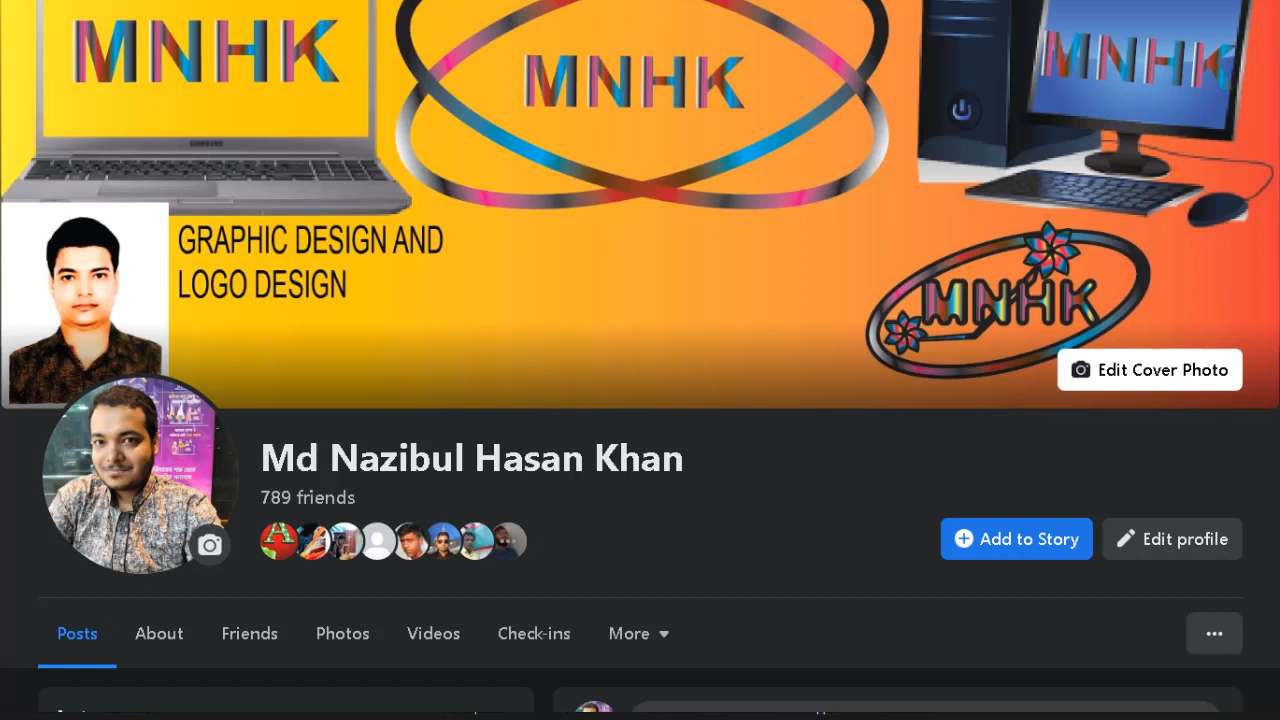 MNHK
MNHK
MNHK
SAMSUNG
GRAPHIC DESIGN AND
LOGO DESIGN
MNHK
Edit Cover Photo
Md Nazibul Hasan Khan
789 friends
Add to Story
Edit profile
Posts
About
Friends
Photos
Videos
Check-ins
More